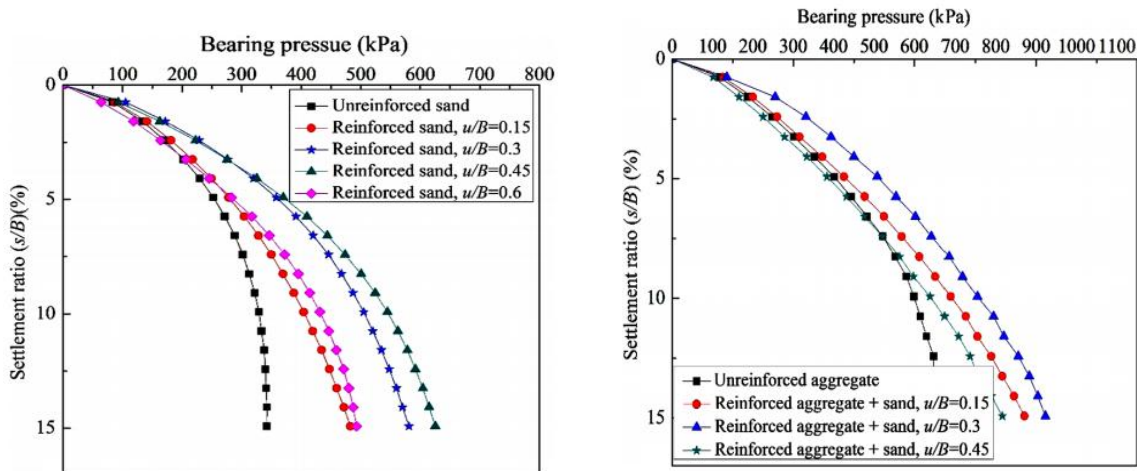 Bearing pressue (kPa)
0 100 200 300 400 500 600 700 800
0
5
10
15
Settlement ratio (s/B)(%)
Unreinforced sand
Reinforced sand, u/B=0.15
Reinforced sand, u/B=0.3
Reinforced sand, u/B=0.45
Reinforced sand, u/B=0.6
Bearing pressure (kPa)
0 100 200 300 400 500 600 700 800 900 1000 1100
0
5
10
15
Settlement ratio (s/B) (%)
Unreinforced aggregate
Reinforced aggregate + sand, u/B=0.15
Reinforced aggregate + sand, u/B=0.3
Reinforced aggregate + sand, u/B=0.45